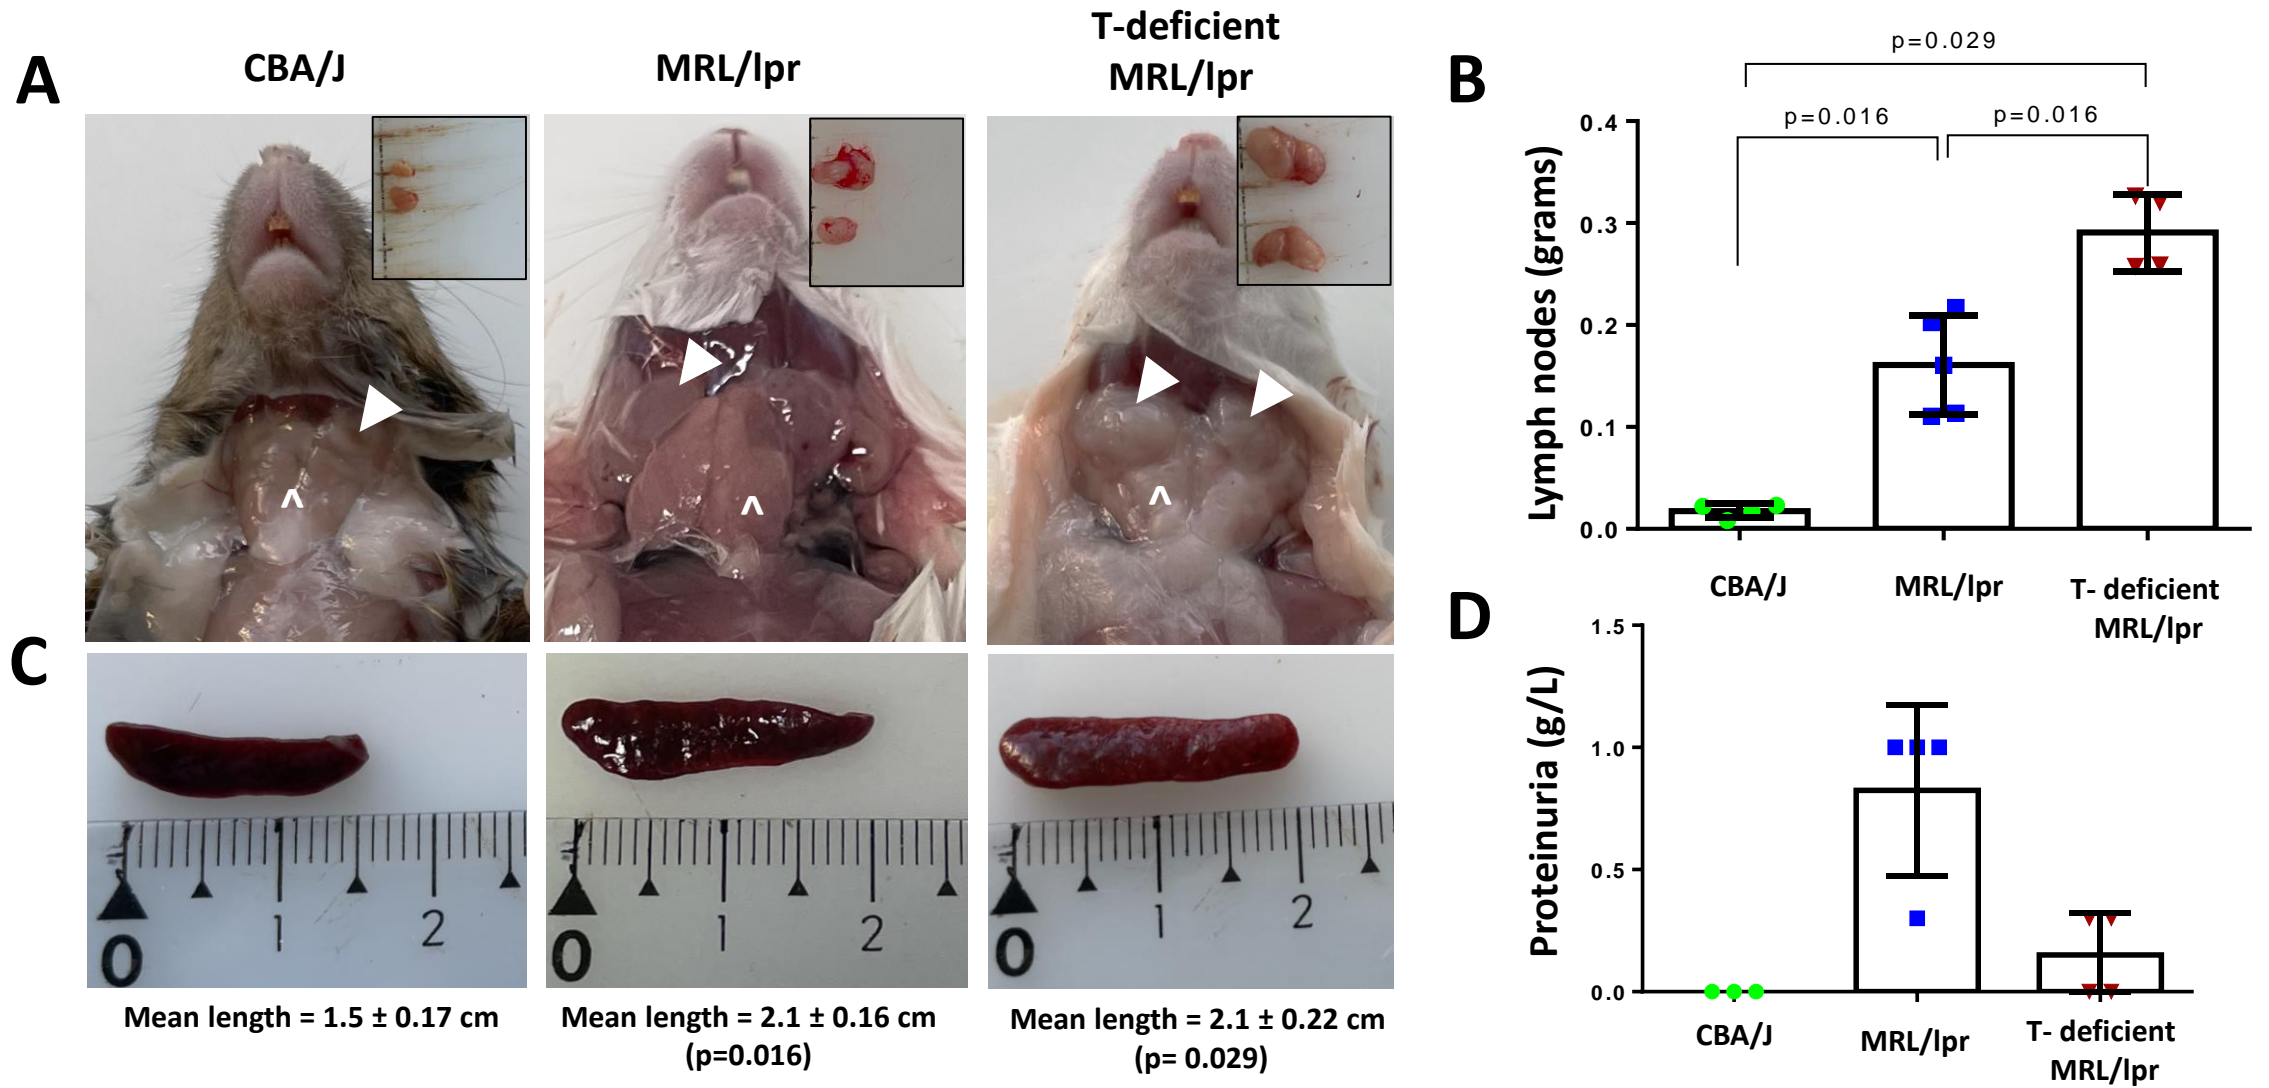 A
CBA/J
MRL/lpr
T-deficient
MRL/lpr
^
^
^
B
p=0.029
p=0.016
p=0.016
Lymph nodes (grams)
0.4
0.3
0.2
0.1
0.0
CBA/J
MRL/lpr
T- deficient
MRL/lpr
C
0
1
2
0
1
2
0
1
2
Mean length = 1.5 ± 0.17 cm
Mean length = 2.1 ± 0.16 cm
(p=0.016)
Mean length = 2.1 ± 0.22 cm
(p= 0.029)
D
Proteinuria (g/L)
1.5
1.0
0.5
0.0
CBA/J
MRL/lpr
T- deficient
MRL/lpr